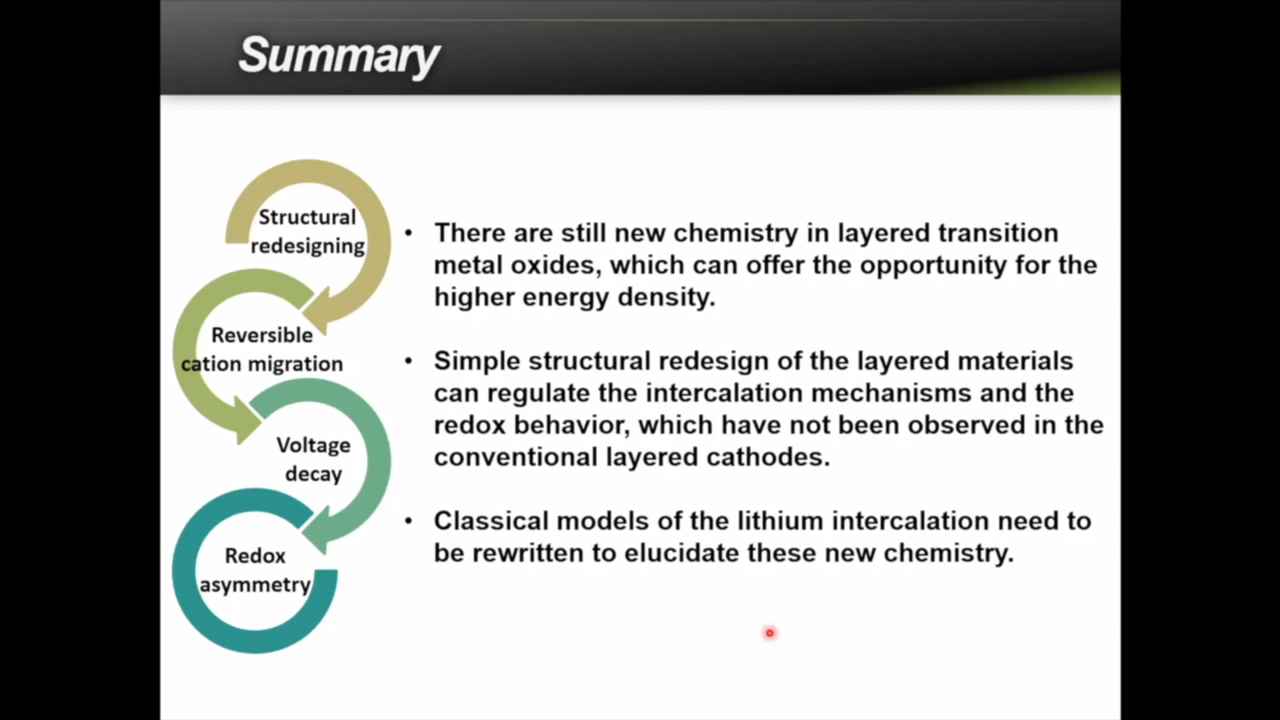 Summary
Structural
redesigning
Reversible
cation migration
Voltage
decay
Redox
asymmetry
• There are still new chemistry in layered transition
metal oxides, which can offer the opportunity for the
higher energy density.
• Simple structural redesign of the layered materials
can regulate the intercalation mechanisms and the
redox behavior, which have not been observed in the
conventional layered cathodes.
• Classical models of the lithium intercalation need to
be rewritten to elucidate these new chemistry.